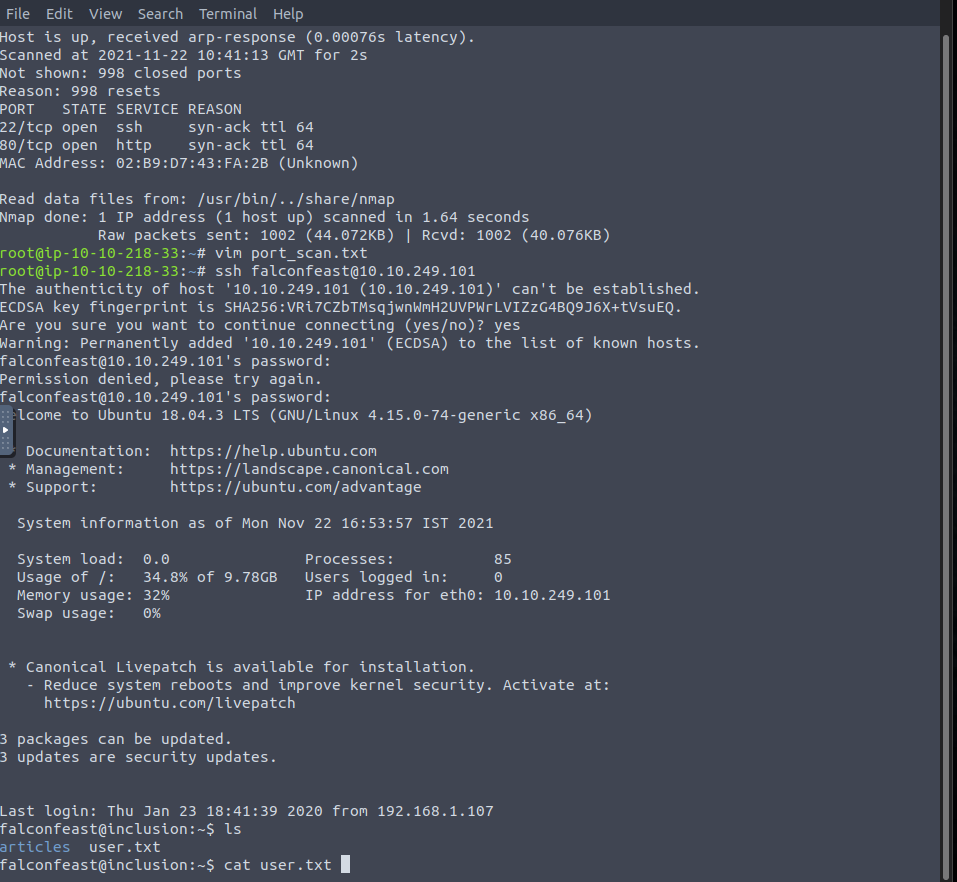 File Edit View Search Terminal Help
Host is up, received arp-response (0.00076s latency).
Scanned at 2021-11-22 10:41:13 GMT for 2s
Not shown: 998 closed ports
Reason: 998 resets
PORT   STATE SERVICE REASON
22/tcp open  ssh     syn-ack ttl 64
80/tcp open  http    syn-ack ttl 64
MAC Address: 02:B9:D7:43:FA:2B (Unknown)
Read data files from: /usr/bin/../share/nmap
Nmap done: 1 IP address (1 host up) scanned in 1.64 seconds
           Raw packets sent: 1002 (44.072KB) | Rcvd: 1002 (40.076KB)
root@ip-10-10-218-33:~# vim port_scan.txt
root@ip-10-10-218-33:~# ssh falconfeast@10.10.249.101
The authenticity of host '10.10.249.101 (10.10.249.101)' can't be established.
ECDSA key fingerprint is SHA256:VRi7CZbTMsqjwnWmH2UVPWrLVIZzG4BQ9J6X+tVsuEQ.
Are you sure you want to continue connecting (yes/no)? yes
Warning: Permanently added '10.10.249.101' (ECDSA) to the list of known hosts.
falconfeast@10.10.249.101's password:
Permission denied, please try again.
falconfeast@10.10.249.101's password:
elcome to Ubuntu 18.04.3 LTS (GNU/Linux 4.15.0-74-generic x86_64)
   Documentation:  https://help.ubuntu.com
 * Management:     https://landscape.canonical.com
 * Support:        https://ubuntu.com/advantage
  System information as of Mon Nov 22 16:53:57 IST 2021
  System load:  0.0               Processes:           85
  Usage of /:   34.8% of 9.78GB   Users logged in:     0
  Memory usage: 32%               IP address for eth0: 10.10.249.101
  Swap usage:   0%
 * Canonical Livepatch is available for installation.
   - Reduce system reboots and improve kernel security. Activate at:
     https://ubuntu.com/livepatch
3 packages can be updated.
3 updates are security updates.
Last login: Thu Jan 23 18:41:39 2020 from 192.168.1.107
falconfeast@inclusion:~$ ls
articles  user.txt
falconfeast@inclusion:~$ cat user.txt